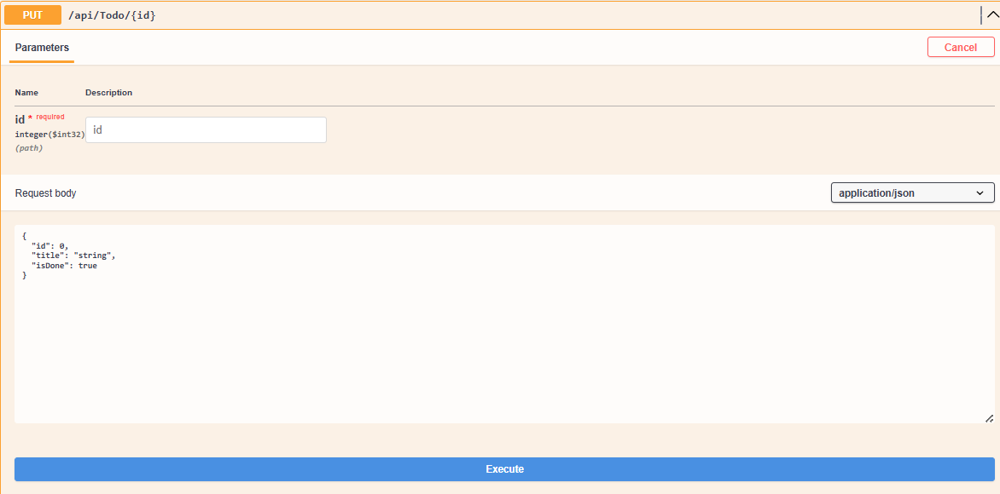 PUT /api/Todo/{id}
Parameters
Cancel
Name Description
id * required
integer($int32)
(path)
id
Request body
application/json
{
  "id": 0,
  "title": "string",
  "isDone": true
}
Execute